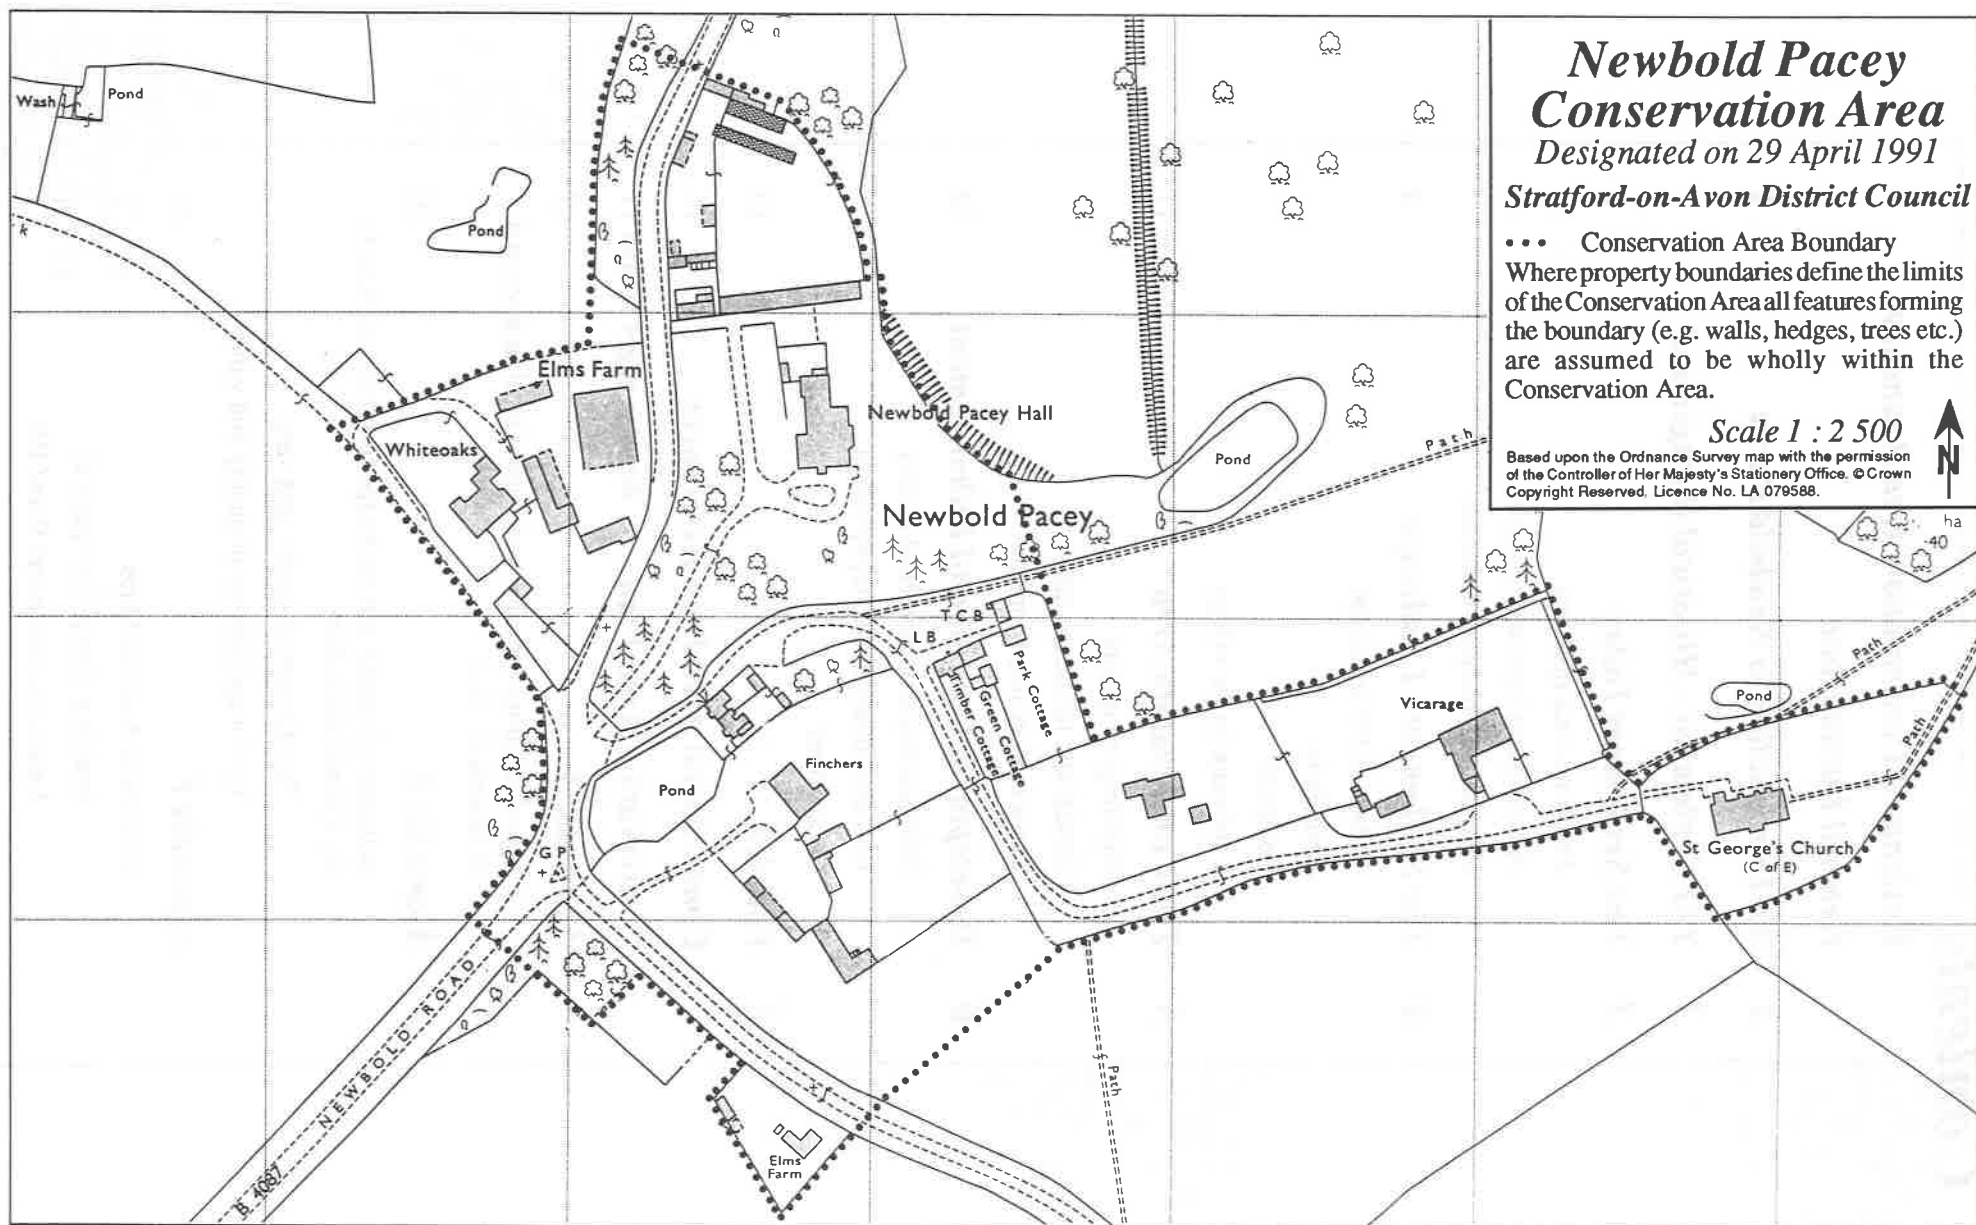 Newbold Pacey
Conservation Area
Designated on 29 April 1991
Stratford-on-Avon District Council
Conservation Area Boundary
Where property boundaries define the limits
of the Conservation Area all features forming
the boundary (e.g. walls, hedges, trees etc.)
are assumed to be wholly within the
Conservation Area.
Scale 1 : 2 500
Based upon the Ordnance Survey map with the permission
of the Controller of Her Majesty's Stationery Office. © Crown
Copyright Reserved. Licence No. LA 079588.
N
Wash
Pond
k
Pond
Elms Farm
Whiteoaks
Newbold Pacey Hall
Path
Pond
Newbold Pacey
ha
.40
TCB
LB
Park Cottage
Green Cottage
Timber Cottage
Path
Vicarage
Pond
Path
Finchers
Pond
GP
St George's Church
(C of E)
NEWBOLD ROAD
B 4087
Path
Elms
Farm